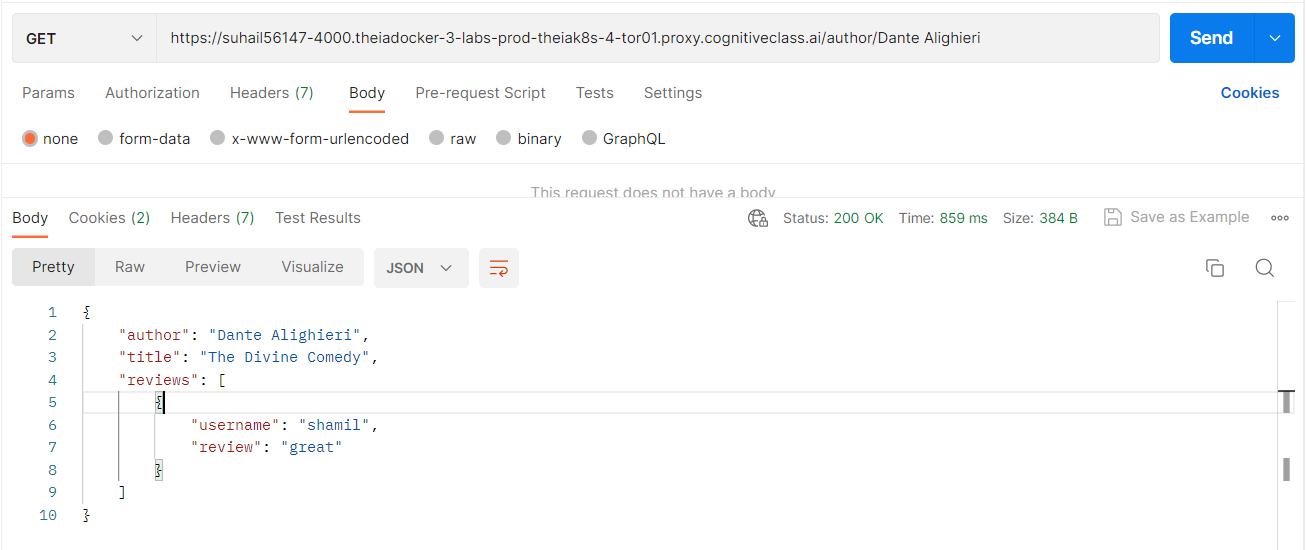 GET https://suhail56147-4000.theiadocker-3-labs-prod-theiak8s-4-tor01.proxy.cognitiveclass.ai/author/Dante Alighieri Send
Params Authorization Headers (7) Body Pre-request Script Tests Settings Cookies
none form-data x-www-form-urlencoded raw binary GraphQL
This request does not have a body
Body Cookies (2) Headers (7) Test Results Status: 200 OK Time: 859 ms Size: 384 B Save as Example
Pretty Raw Preview Visualize JSON
1 {
2 "author": "Dante Alighieri",
3 "title": "The Divine Comedy",
4 "reviews": [
5 {
6 "username": "shamil",
7 "review": "great"
8 }
9 ]
10 }